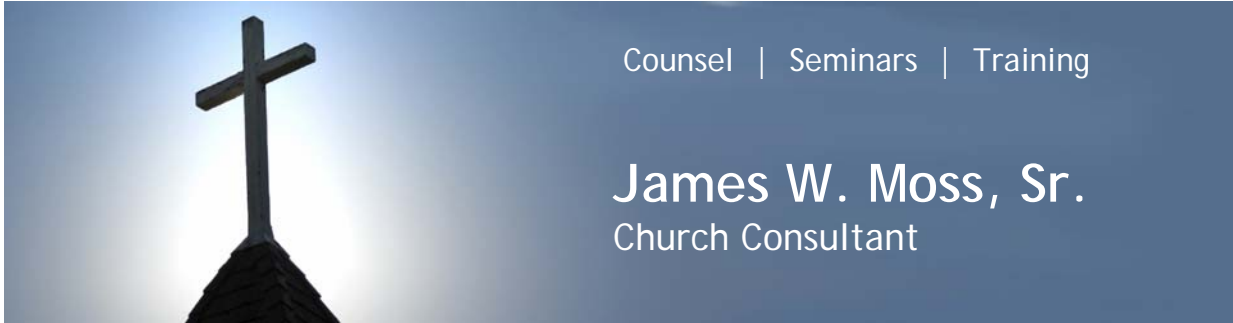 Counsel | Seminars | Training
James W. Moss, Sr.
Church Consultant